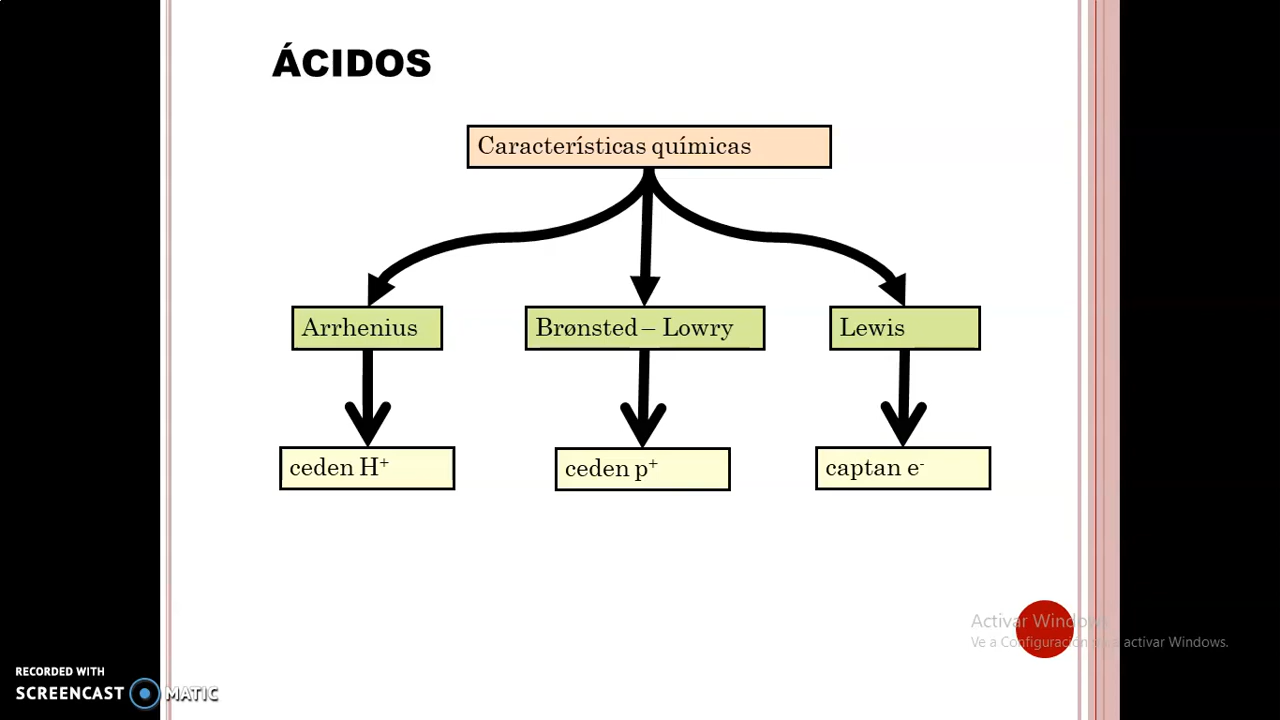 ÁCIDOS
Características químicas
Arrhenius
Brønsted – Lowry
Lewis
ceden H⁺
ceden p⁺
captan e⁻
Activar Windows
Ve a Configuración para activar Windows.
RECORDED WITH
SCREENCAST MATIC